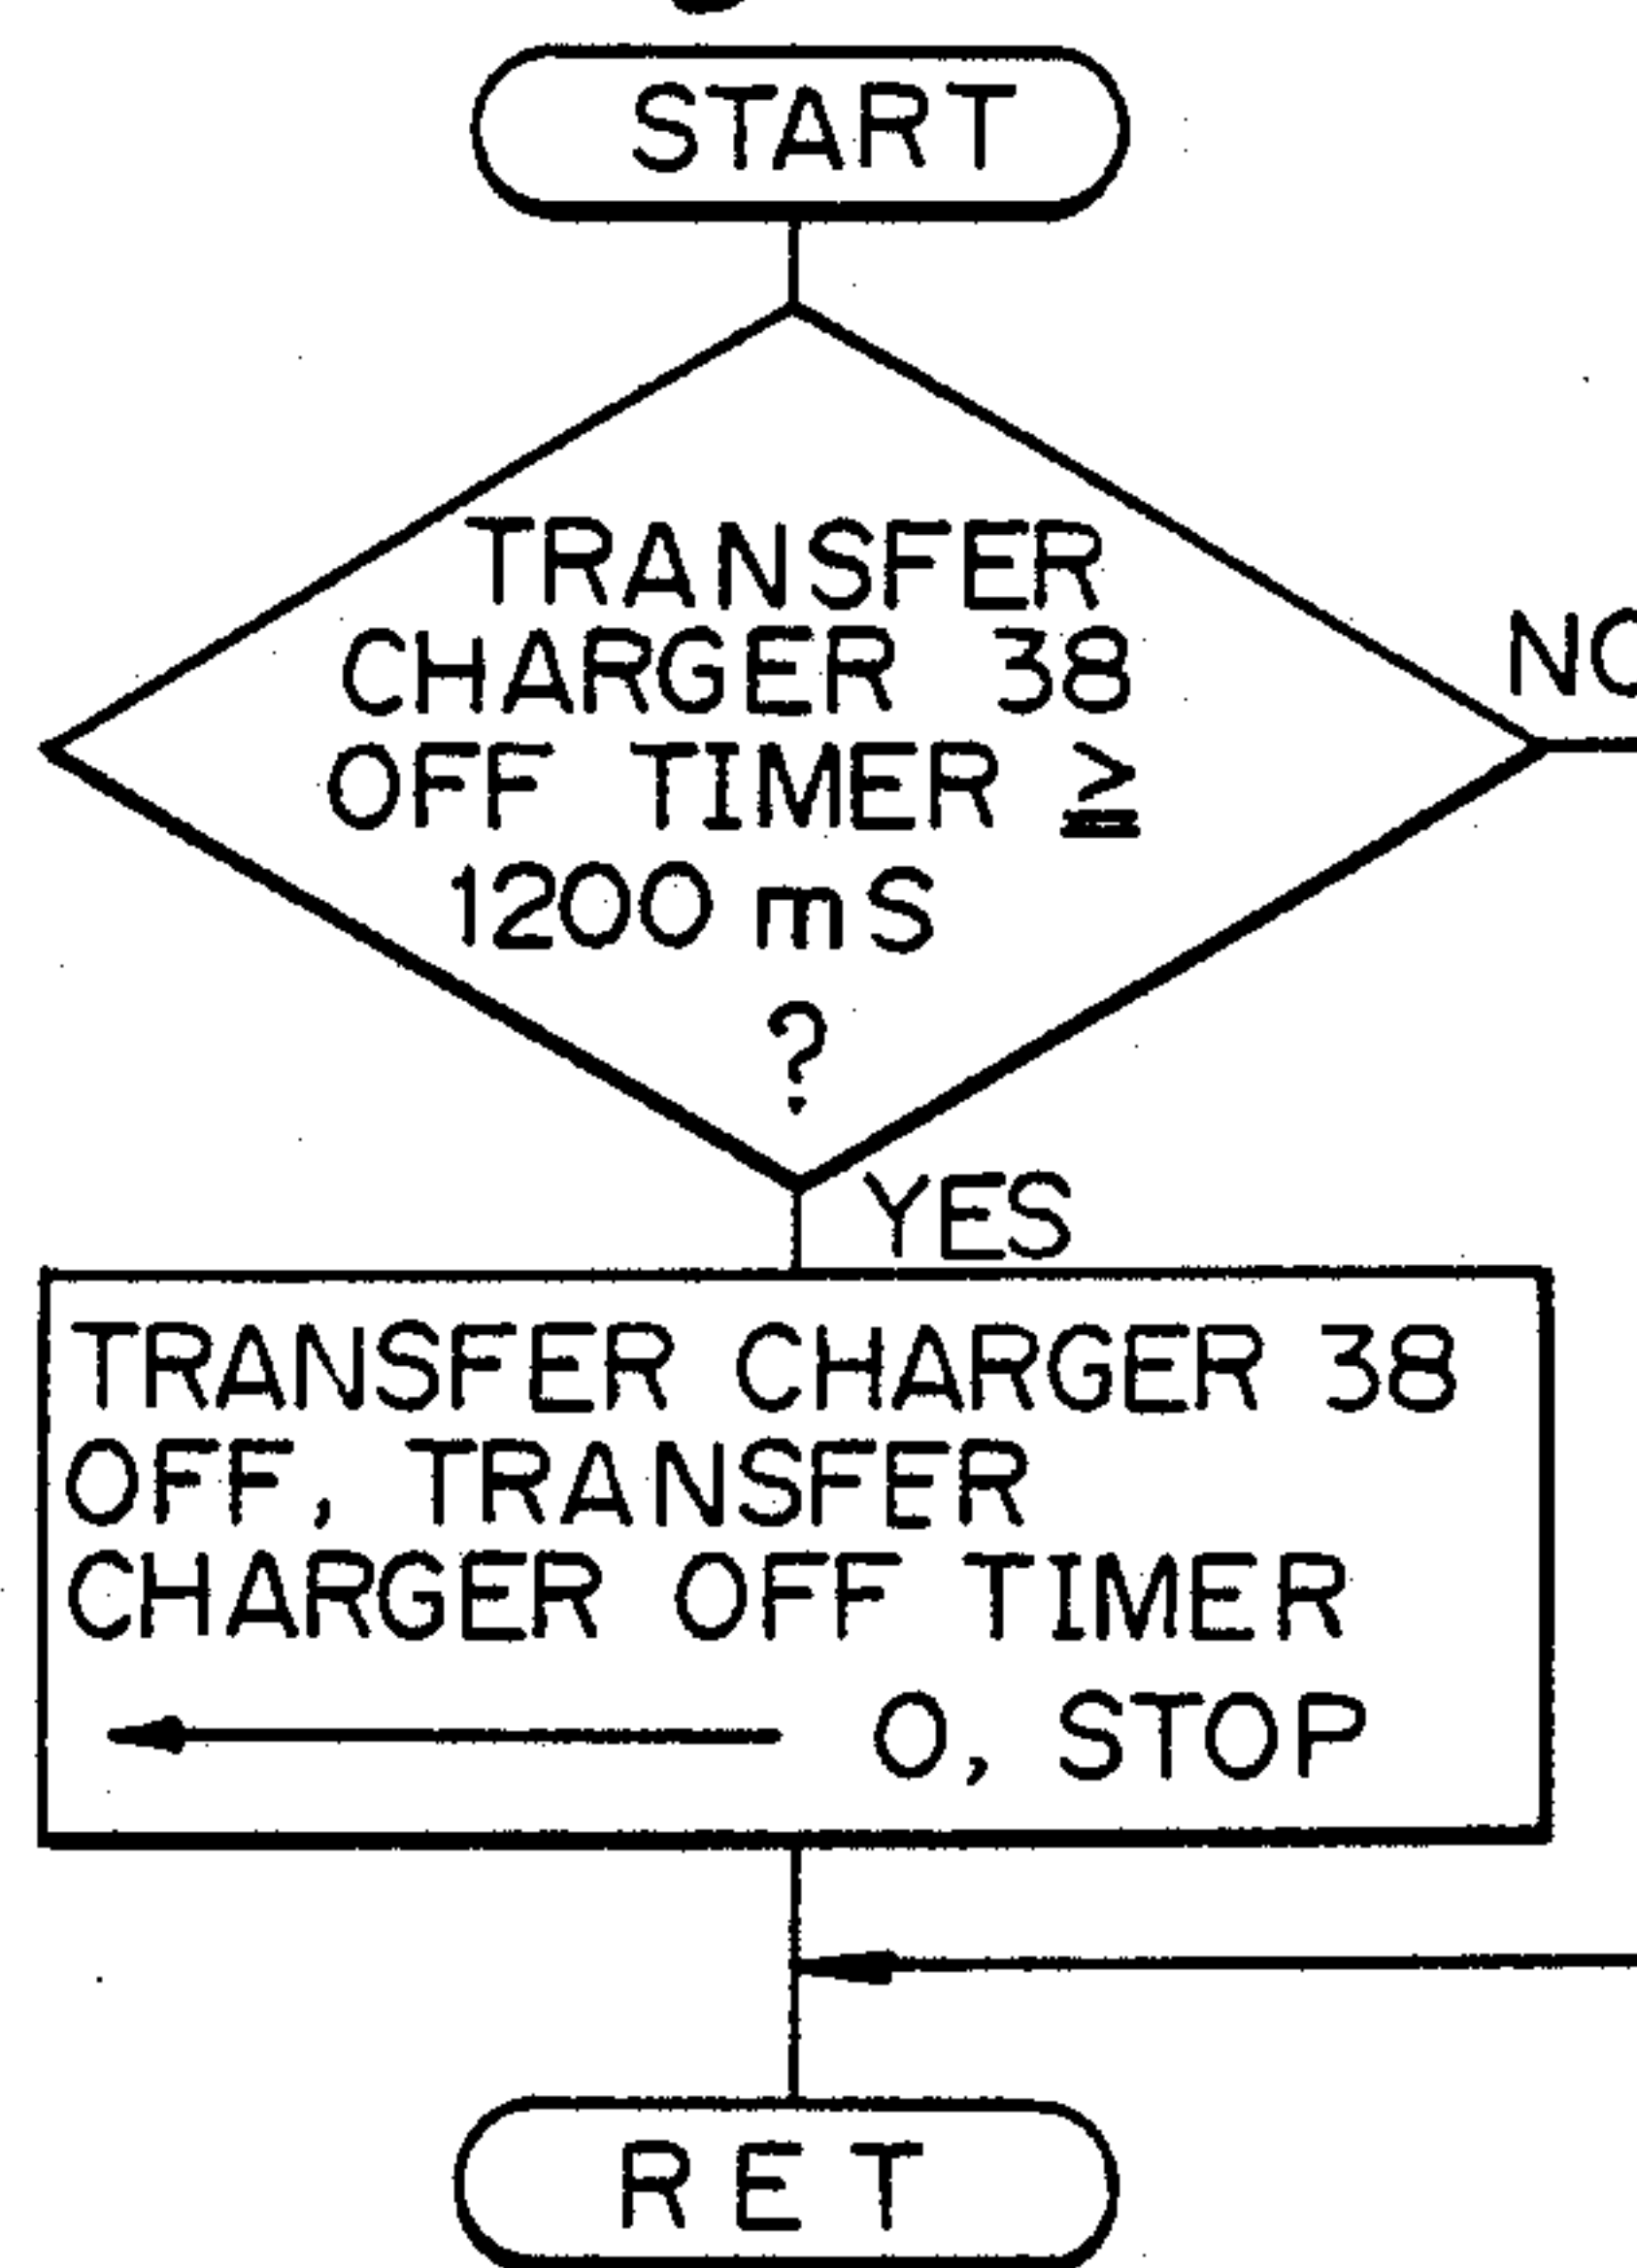 START
TRANSFER
CHARGER 38
OFF TIMER ≧
1200 mS
?
NO
YES
TRANSFER CHARGER 38
OFF, TRANSFER
CHARGER OFF TIMER
← 0, STOP
RET